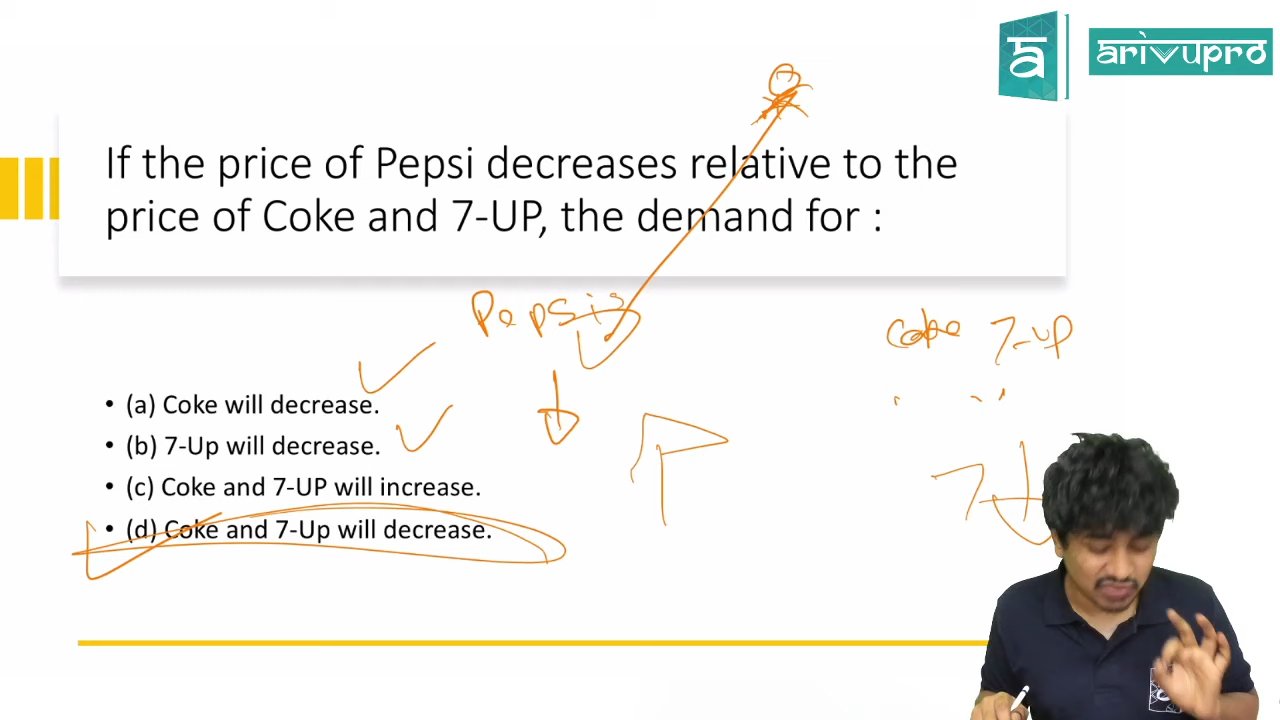 arivupro
If the price of Pepsi decreases relative to the
price of Coke and 7-UP, the demand for :
Pepsi
Coke 7-UP
• (a) Coke will decrease.
• (b) 7-Up will decrease.
• (c) Coke and 7-UP will increase.
• (d) Coke and 7-Up will decrease.